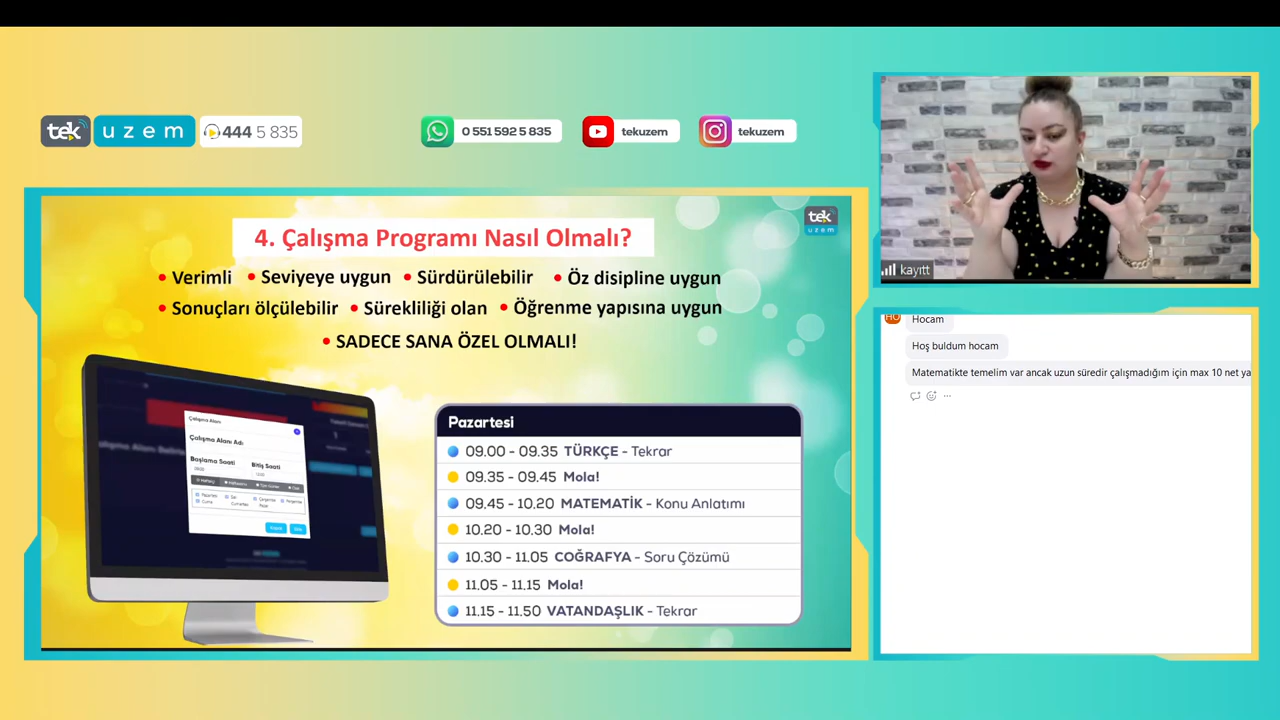 tek uzem 444 5 835
0 551 592 5 835
tekuzem
tekuzem
tek
uzem
4. Çalışma Programı Nasıl Olmalı?
• Verimli • Seviyeye uygun • Sürdürülebilir • Öz disipline uygun
• Sonuçları ölçülebilir • Sürekliliği olan • Öğrenme yapısına uygun
• SADECE SANA ÖZEL OLMALI!
Çalışma Alanı
Çalışma Alanı Adı
Başlama Saati Bitiş Saati
Pazartesi
09.00 - 09.35 TÜRKÇE - Tekrar
09.35 - 09.45 Mola!
09.45 - 10.20 MATEMATİK - Konu Anlatımı
10.20 - 10.30 Mola!
10.30 - 11.05 COĞRAFYA - Soru Çözümü
11.05 - 11.15 Mola!
11.15 - 11.50 VATANDAŞLIK - Tekrar
kayıtt
HO
Hocam
Hoş buldum hocam
Matematikte temelim var ancak uzun süredir çalışmadığım için max 10 net ya